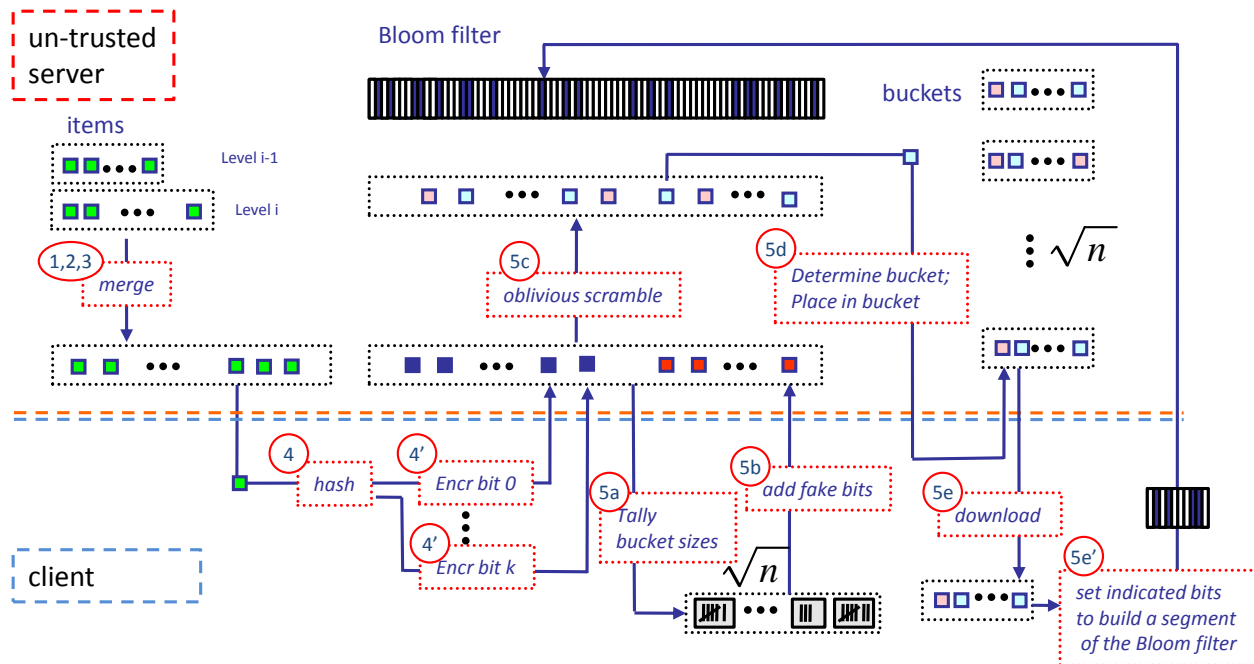 un-trusted
server
Bloom filter
buckets
items
Level i-1
Level i
1,2,3
merge
5c
oblivious scramble
5d
Determine bucket;
Place in bucket
√n
4
hash
4’
Encr bit 0
4’
Encr bit k
5a
Tally
bucket sizes
5b
add fake bits
√n
5e
download
5e’
set indicated bits
to build a segment
of the Bloom filter
client